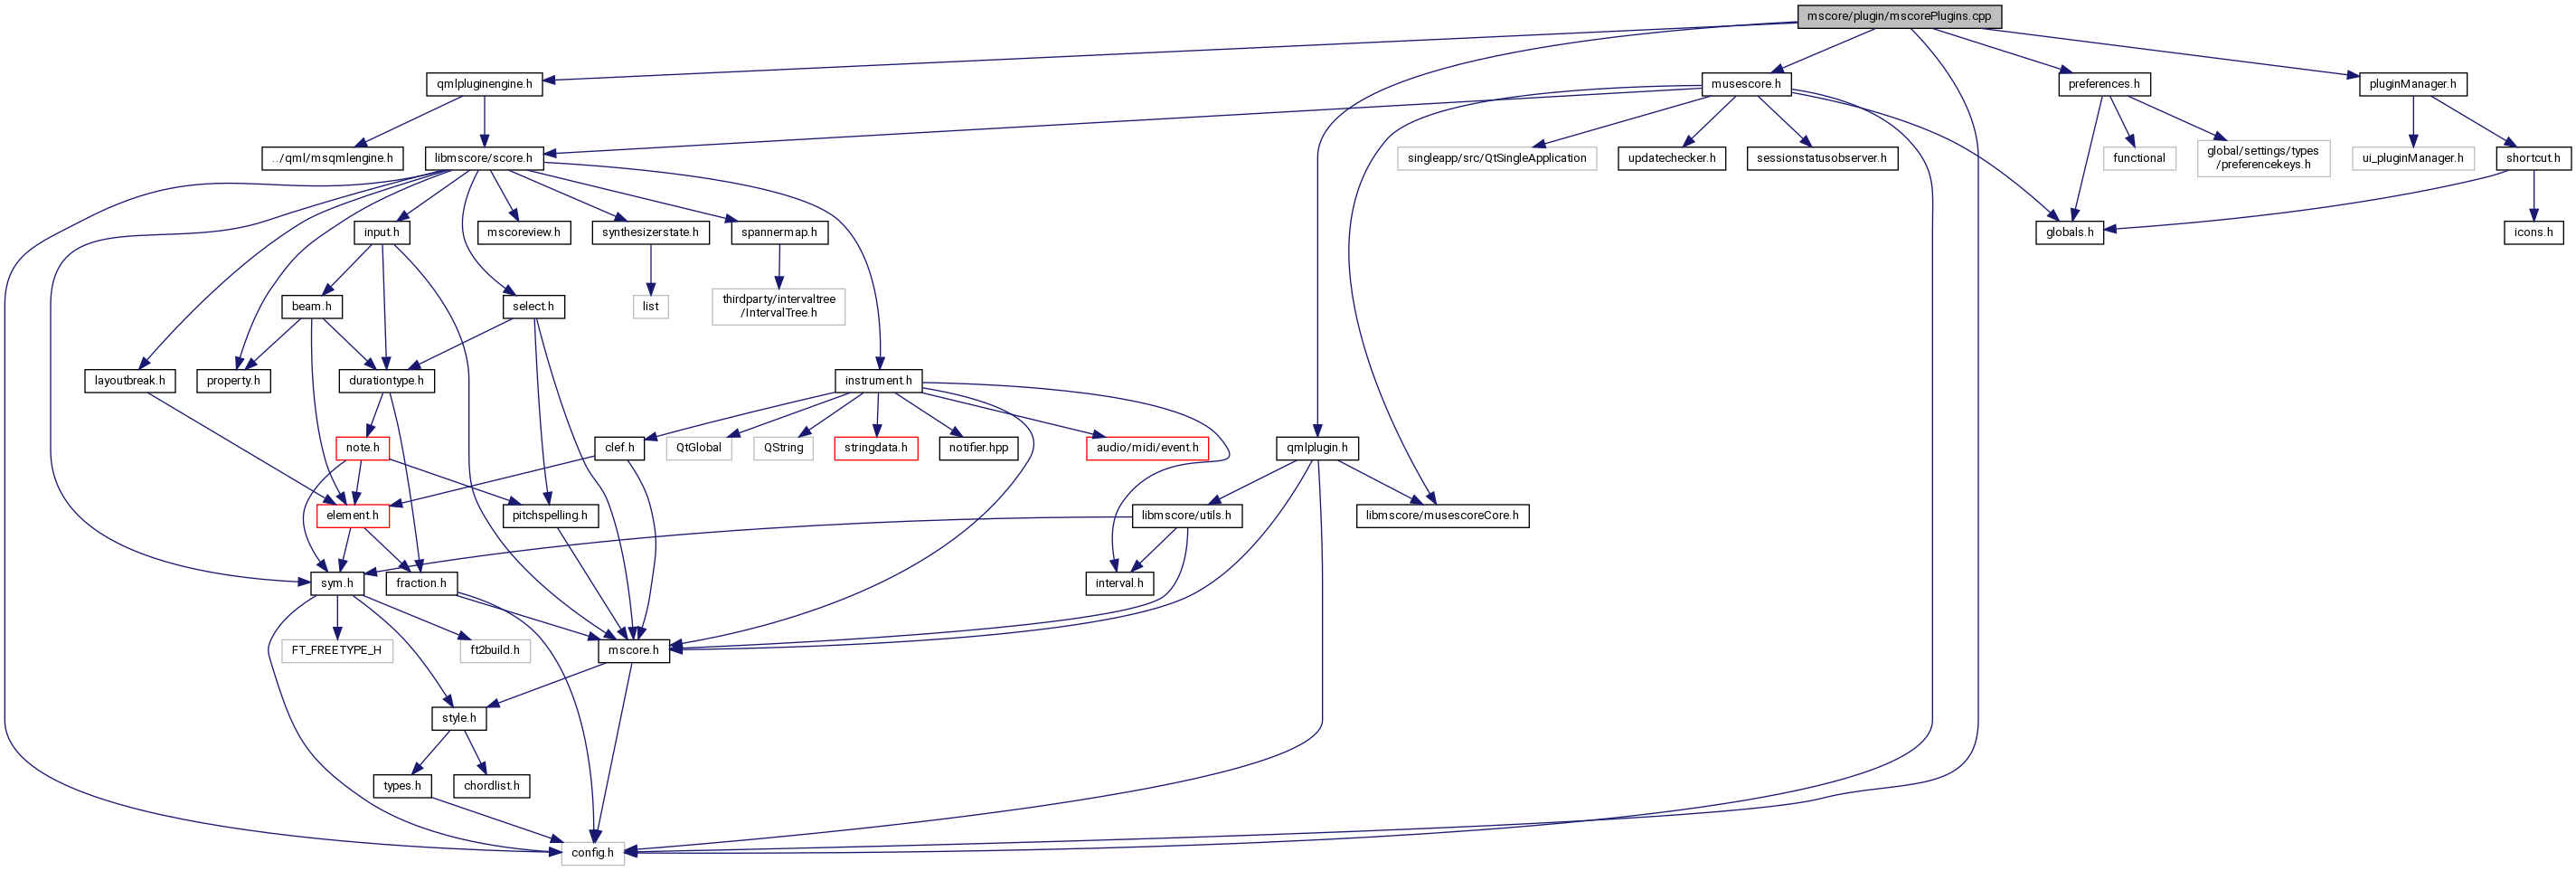 mscore/plugin/mscorePlugins.cpp
qmlpluginengine.h
musescore.h
preferences.h
pluginManager.h
../qml/msqmlengine.h
libmscore/score.h
singleapp/src/QtSingleApplication
updatechecker.h
sessionstatusobserver.h
functional
global/settings/types
/preferencekeys.h
ui_pluginManager.h
shortcut.h
input.h
mscoreview.h
synthesizerstate.h
spannermap.h
globals.h
icons.h
beam.h
select.h
list
thirdparty/intervaltree
/IntervalTree.h
layoutbreak.h
property.h
durationtype.h
instrument.h
note.h
clef.h
QtGlobal
QString
stringdata.h
notifier.hpp
audio/midi/event.h
qmlplugin.h
element.h
pitchspelling.h
libmscore/utils.h
libmscore/musescoreCore.h
sym.h
fraction.h
interval.h
FT_FREETYPE_H
ft2build.h
mscore.h
style.h
types.h
chordlist.h
config.h